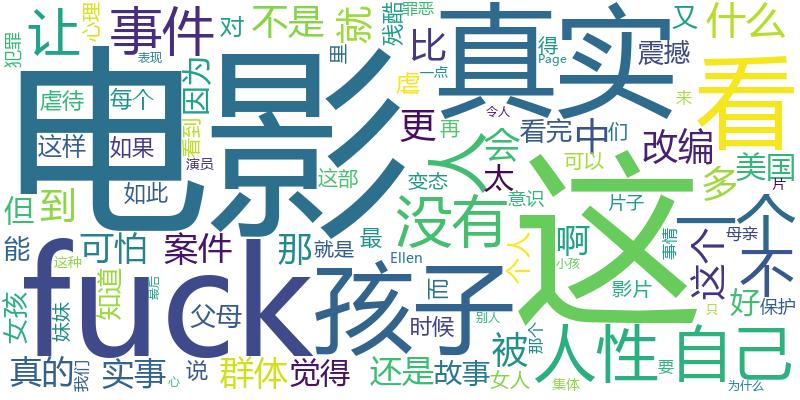 让 心理 事件 对 不是 就 残酷 罪恶 比 真实 震撼 又 什么
犯罪 表现 里 得 Page
电影 因为 虐 一点 看
虐待 每个 看到 令人 更 再 看完 中 们 改编 来
这样 如果 演员 人 会 太 可以 美国
如此 这部 变态 意识 这 多 片
但 到 没有 片子 一 个
能 可怕 案件 那 就是 最 Ellen 啊 个人 小孩 影片 事情 这个 母亲 不
这种 fuck 孩子 而
女孩 知道 最后 好 保护
妹妹 父母 时候 别人 那个 只
真的 我们 实事 说 群体 觉得 还是 故事 被 人性 自己
心 女人 集体 要 为什么